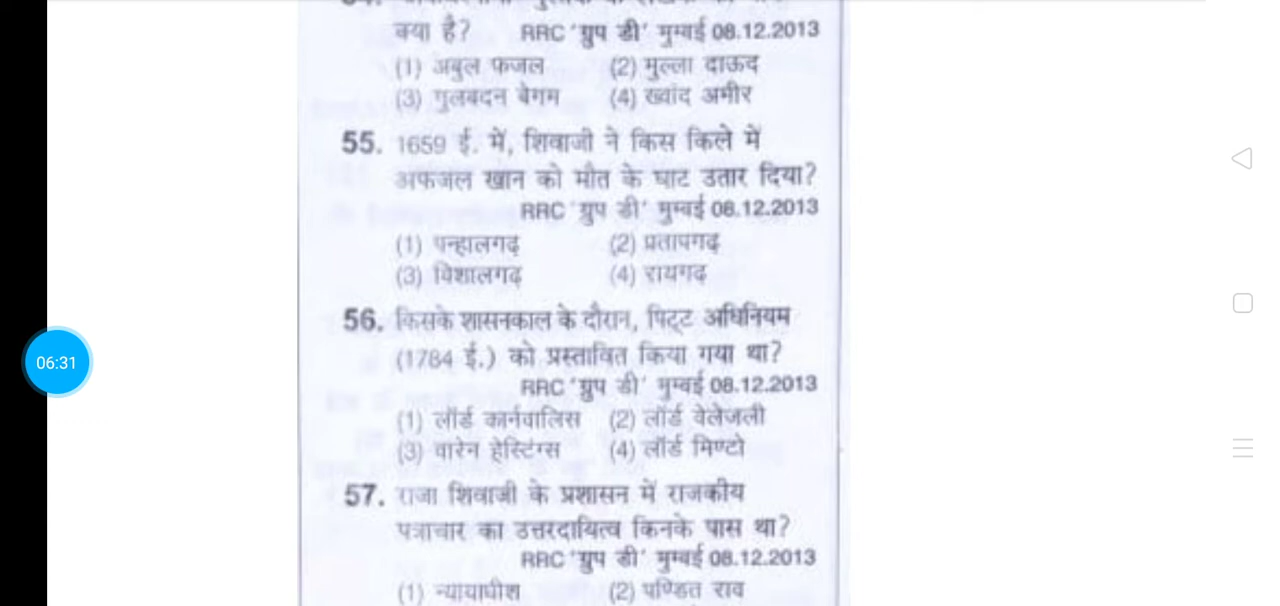 क्या है? RRC 'ग्रुप डी' मुम्बई 08.12.2013
(1) अबुल फजल (2) मुल्ला दाऊद
(3) गुलबदन बेगम (4) ख्वांद अमीर
55. 1659 ई. में, शिवाजी ने किस किले में
अफजल खान को मौत के घाट उतार दिया?
RRC 'ग्रुप डी' मुम्बई 08.12.2013
(1) पन्हालगढ़ (2) प्रतापगढ़
(3) विशालगढ़ (4) रायगढ़
56. किसके शासनकाल के दौरान, पिट्ट अधिनियम
(1784 ई.) को प्रस्तावित किया गया था?
RRC 'ग्रुप डी' मुम्बई 08.12.2013
(1) लॉर्ड कार्नवालिस (2) लॉर्ड वेलेजली
(3) वारेन हेस्टिंग्स (4) लॉर्ड मिण्टो
57. राजा शिवाजी के प्रशासन में राजकीय
पत्राचार का उत्तरदायित्व किनके पास था?
RRC 'ग्रुप डी' मुम्बई 08.12.2013
(1) न्यायाधीश (2) पण्डित राव
06:31